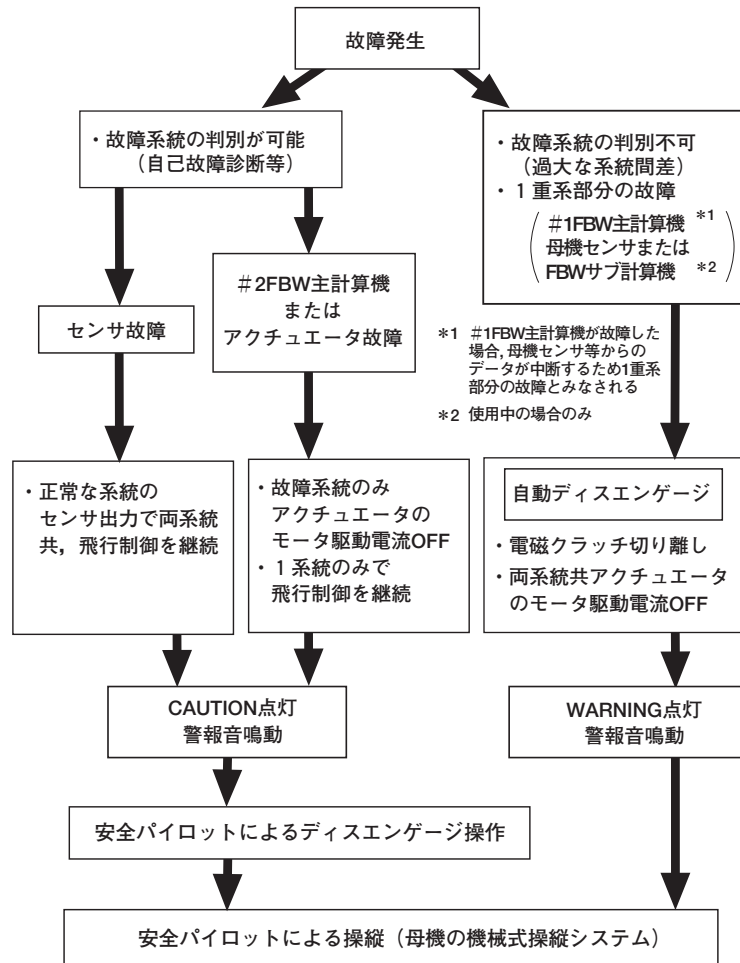 故障発生
・故障系統の判別が可能
（自己故障診断等）
・故障系統の判別不可
（過大な系統間差）
・１重系部分の故障
（#1FBW主計算機 *1
母機センサまたは
FBWサブ計算機 *2）
センサ故障
#2FBW主計算機
または
アクチュエータ故障
*1 #1FBW主計算機が故障した
場合, 母機センサ等からの
データが中断するため1重系
部分の故障とみなされる
*2 使用中の場合のみ
・正常な系統の
センサ出力で両系統
共，飛行制御を継続
・故障系統のみ
アクチュエータの
モータ駆動電流OFF
・１系統のみで
飛行制御を継続
自動ディスエンゲージ
・電磁クラッチ切り離し
・両系統共アクチュエータ
のモータ駆動電流OFF
CAUTION点灯
警報音鳴動
WARNING点灯
警報音鳴動
安全パイロットによるディスエンゲージ操作
安全パイロットによる操縦（母機の機械式操縦システム）